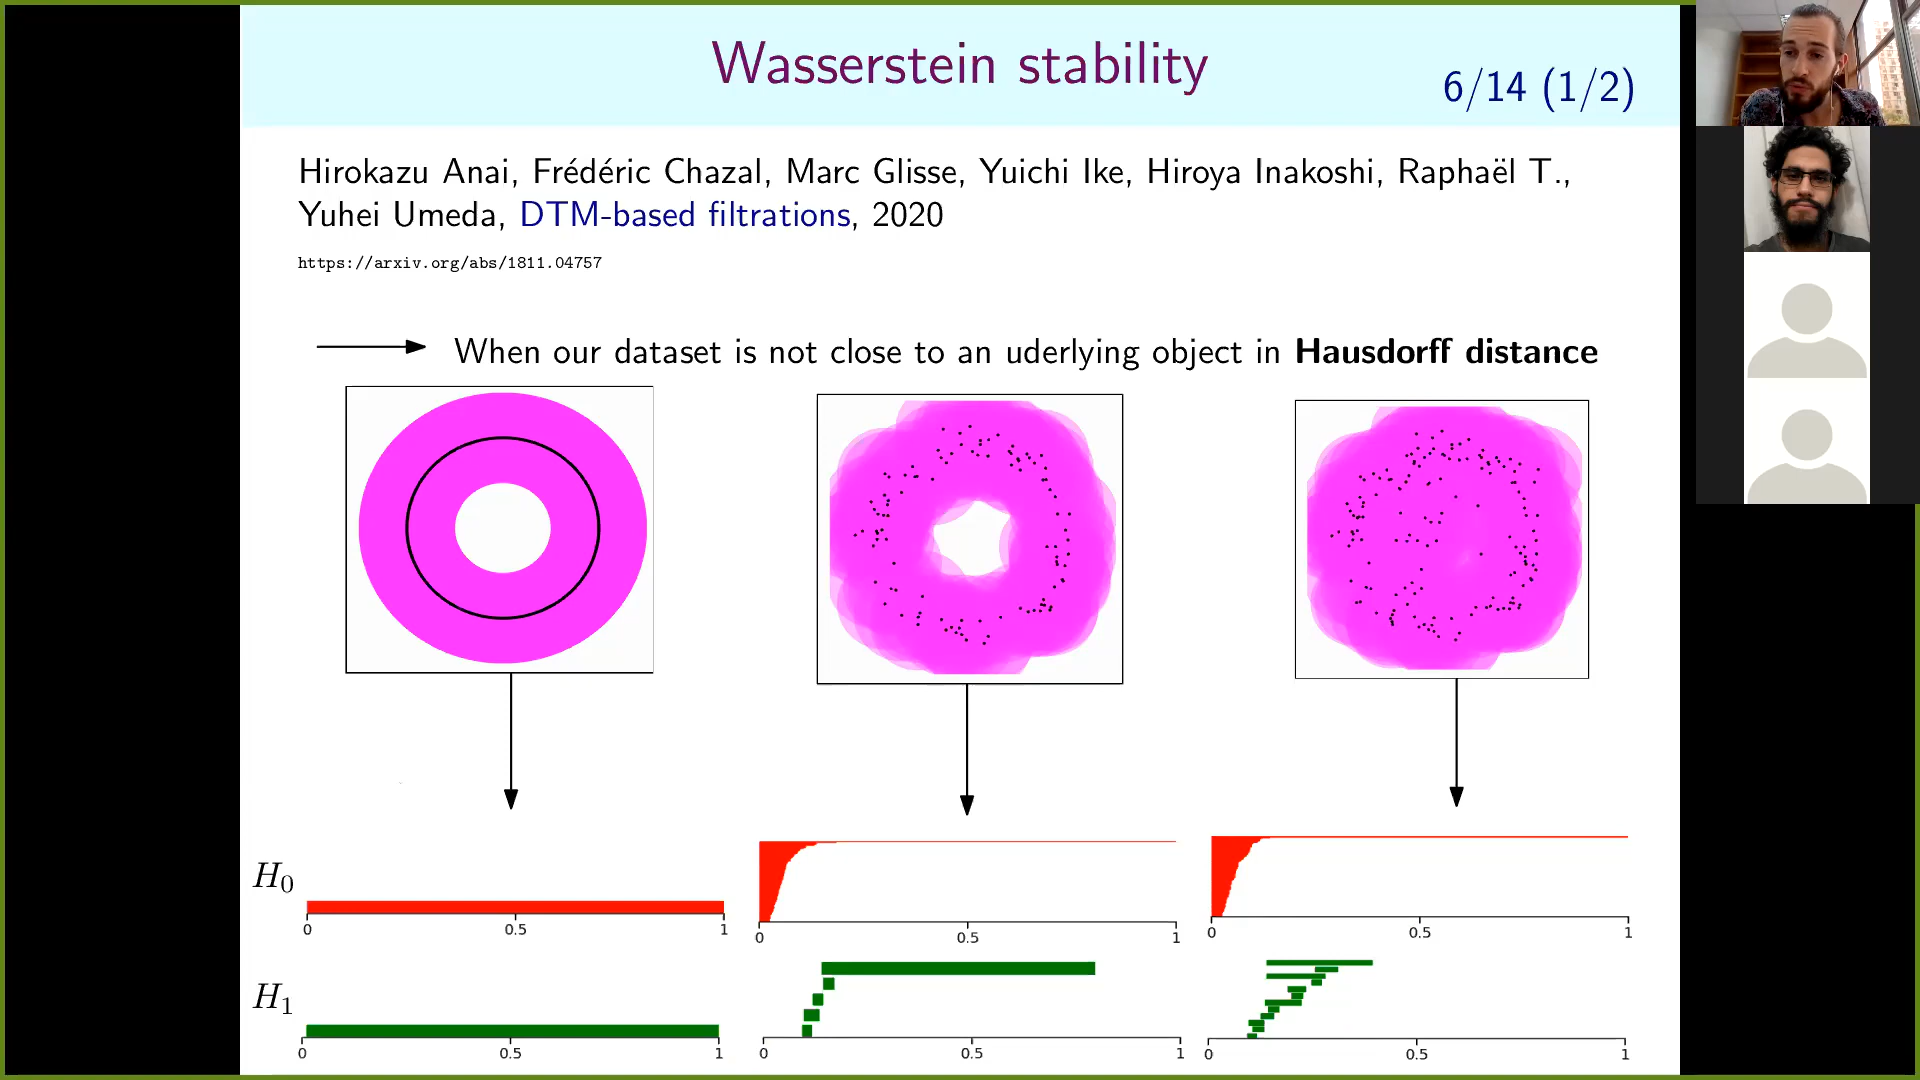 Wasserstein stability
6/14 (1/2)
Hirokazu Anai, Frédéric Chazal, Marc Glisse, Yuichi Ike, Hiroya Inakoshi, Raphaël T.,
Yuhei Umeda, DTM-based filtrations, 2020
https://arxiv.org/abs/1811.04757
When our dataset is not close to an uderlying object in Hausdorff distance
H₀
0 0.5 1
0 0.5 1
0 0.5 1
H₁
0 0.5 1
0 0.5 1
0 0.5 1